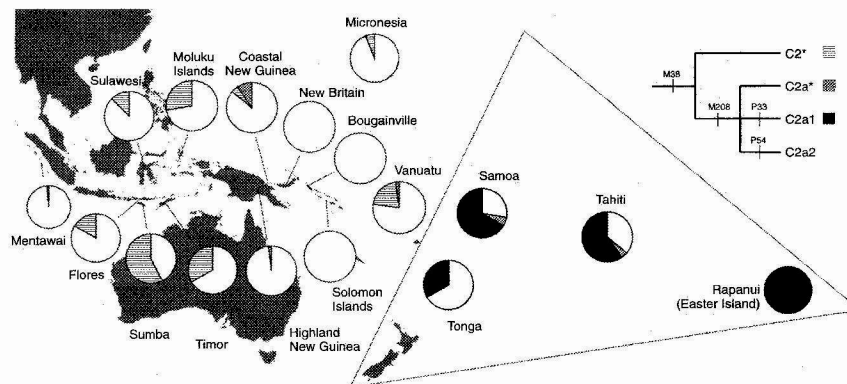 Micronesia
Moluku
Islands
Coastal
New Guinea
Sulawesi
New Britain
Bougainville
Vanuatu
Samoa
Tahiti
Mentawai
Flores
Sumba
Timor
Highland
New Guinea
Solomon
Islands
Tonga
Rapanui
(Easter Island)
M38
C2*
M208
C2a*
P33
C2a1
P54
C2a2